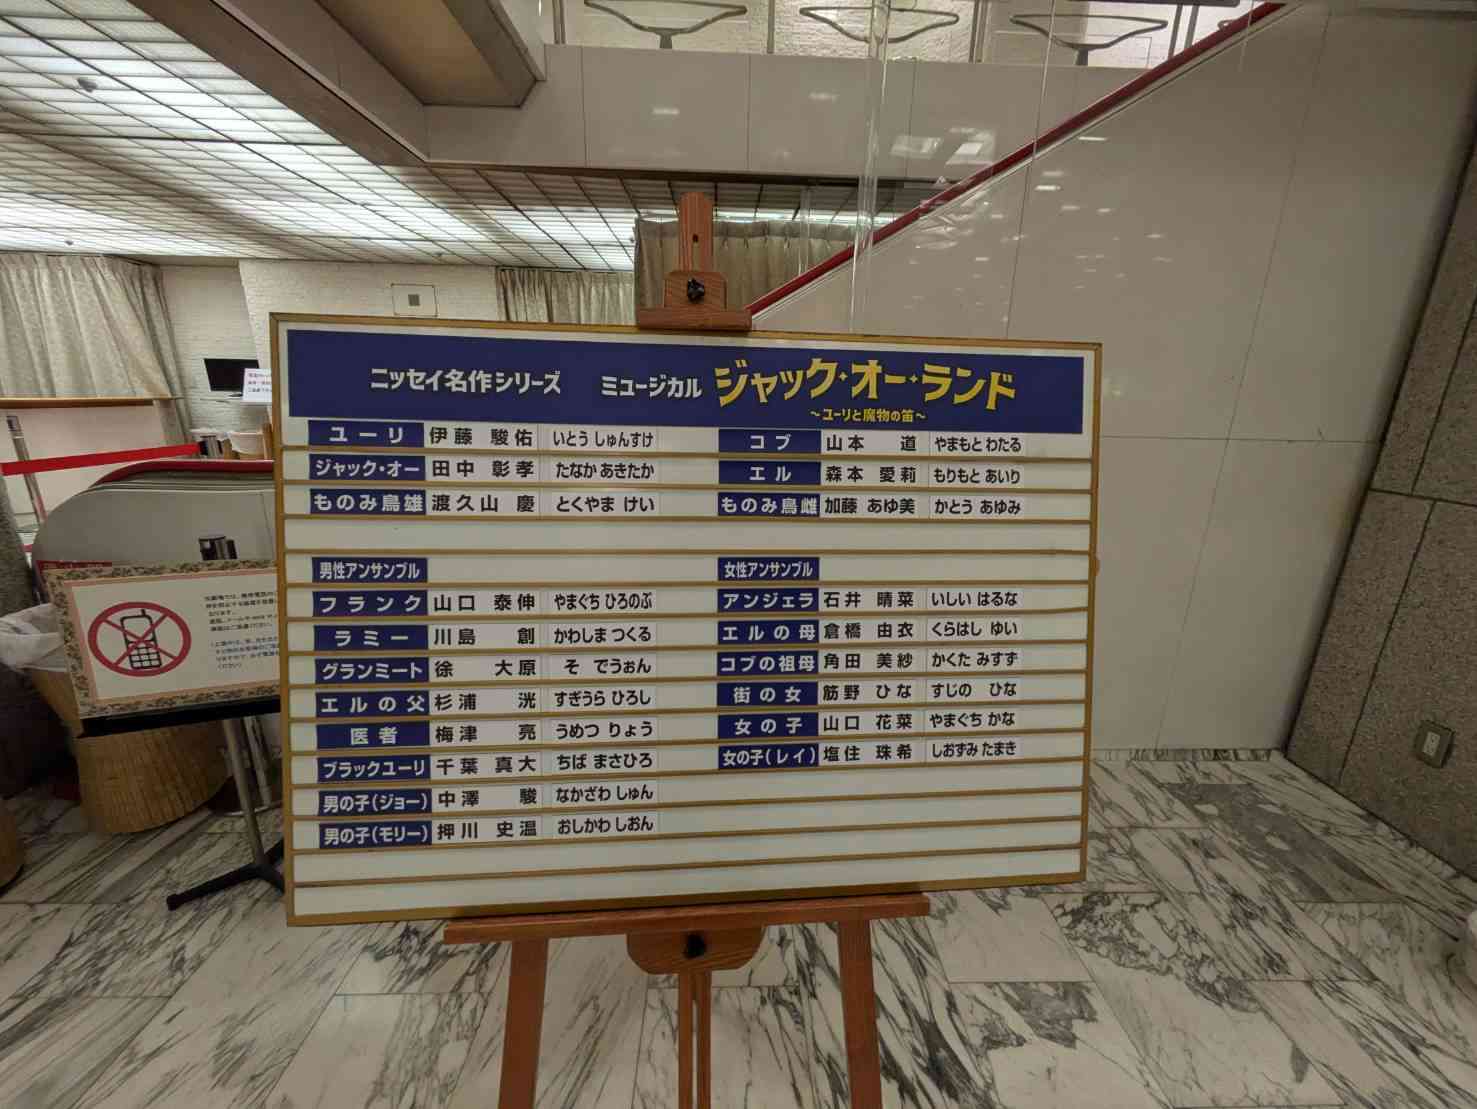 ニッセイ名作シリーズ ミュージカル ジャック・オー・ランド
～ユーリと魔物の笛～
ユーリ 伊藤 駿佑 いとう しゅんすけ
ジャック・オー 田中 彰孝 たなか あきたか
ものみ鳥雄 渡久山 慶 とくやま けい
コブ 山本 道 やまもと わたる
エル 森本 愛莉 もりもと あいり
ものみ鳥雌 加藤 あゆ美 かとう あゆみ
男性アンサンブル
フランク 山口 泰伸 やまぐち ひろのぶ
ラミー 川島 創 かわしま つくる
グランミート 徐 大原 そ でうぉん
エルの父 杉浦 洸 すぎうら ひろし
医者 梅津 亮 うめつ りょう
ブラックユーリ 千葉 真大 ちば まさひろ
男の子(ジョー) 中澤 駿 なかざわ しゅん
男の子(モリー) 押川 史温 おしかわ しおん
女性アンサンブル
アンジェラ 石井 晴菜 いしい はるな
エルの母 倉橋 由衣 くらはし ゆい
コブの祖母 角田 美紗 かくた みすず
街の女 筋野 ひな すじの ひな
女の子 山口 花菜 やまぐち かな
女の子(レイ) 塩住 珠希 しおずみ たまき